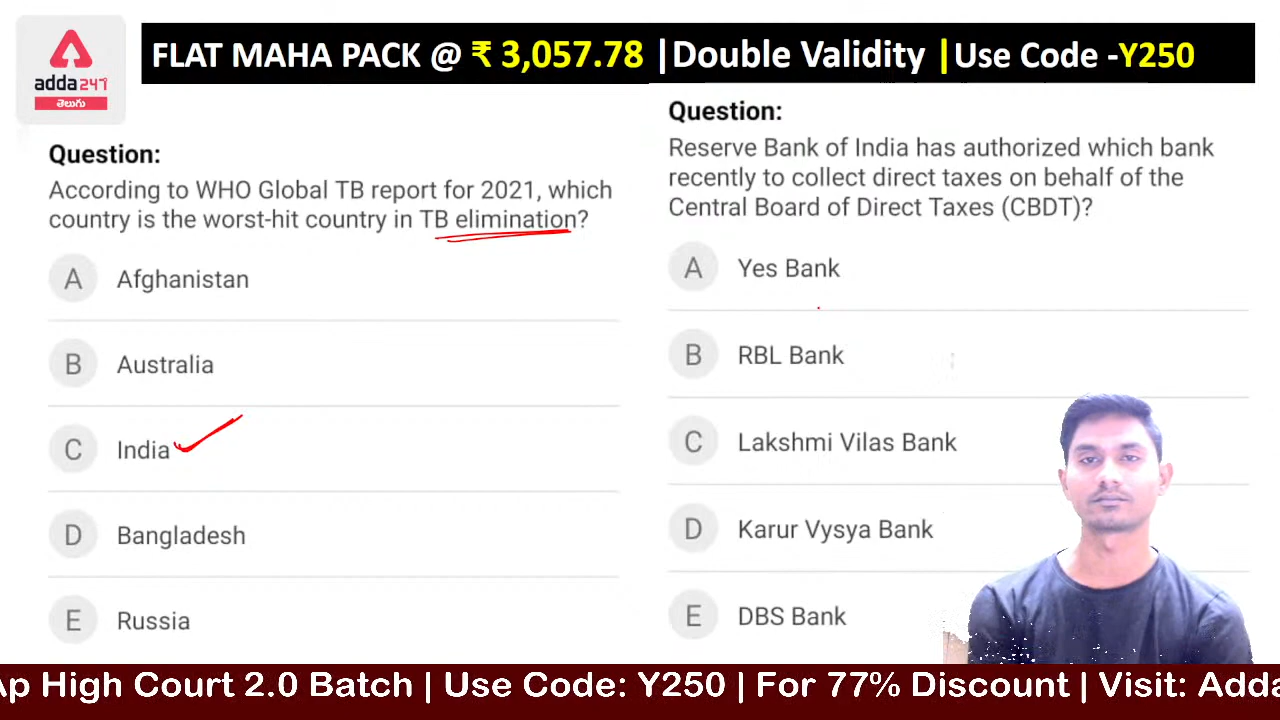 adda247
తెలుగు
FLAT MAHA PACK @ ₹ 3,057.78 |Double Validity |Use Code -Y250
Question:
According to WHO Global TB report for 2021, which
country is the worst-hit country in TB elimination?
A Afghanistan
B Australia
C India
D Bangladesh
E Russia
Question:
Reserve Bank of India has authorized which bank
recently to collect direct taxes on behalf of the
Central Board of Direct Taxes (CBDT)?
A Yes Bank
B RBL Bank
C Lakshmi Vilas Bank
D Karur Vysya Bank
E DBS Bank
Ap High Court 2.0 Batch | Use Code: Y250 | For 77% Discount | Visit: Adda